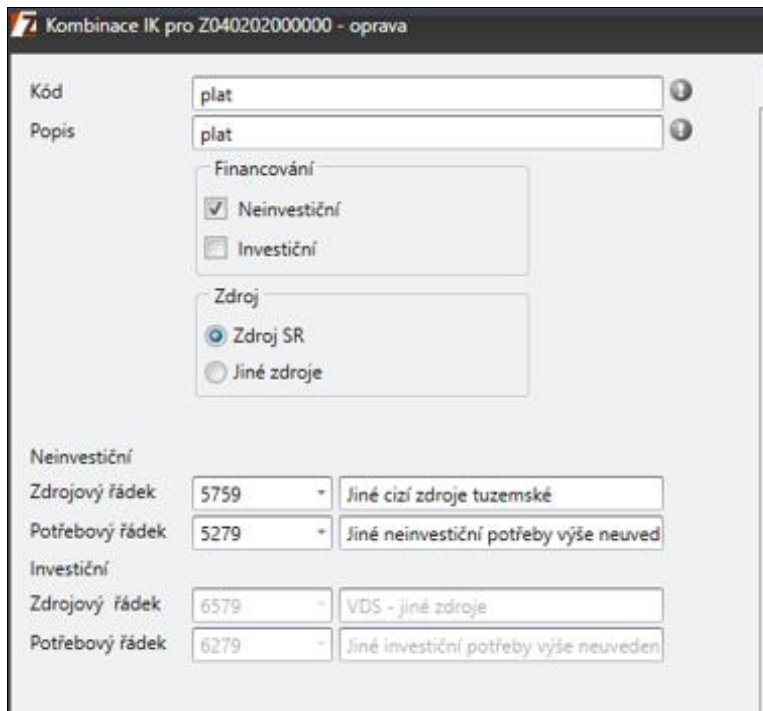 Kombinace IK pro Z040202000000 - oprava
Kód plat
Popis plat
Financování
Neinvestiční
Investiční
Zdroj
Zdroj SR
Jiné zdroje
Neinvestiční
Zdrojový řádek 5759 Jiné cizí zdroje tuzemské
Potřebový řádek 5279 Jiné neinvestiční potřeby výše neuved
Investiční
Zdrojový řádek 6579 VDS - jiné zdroje
Potřebový řádek 6279 Jiné investiční potřeby výše neuveden